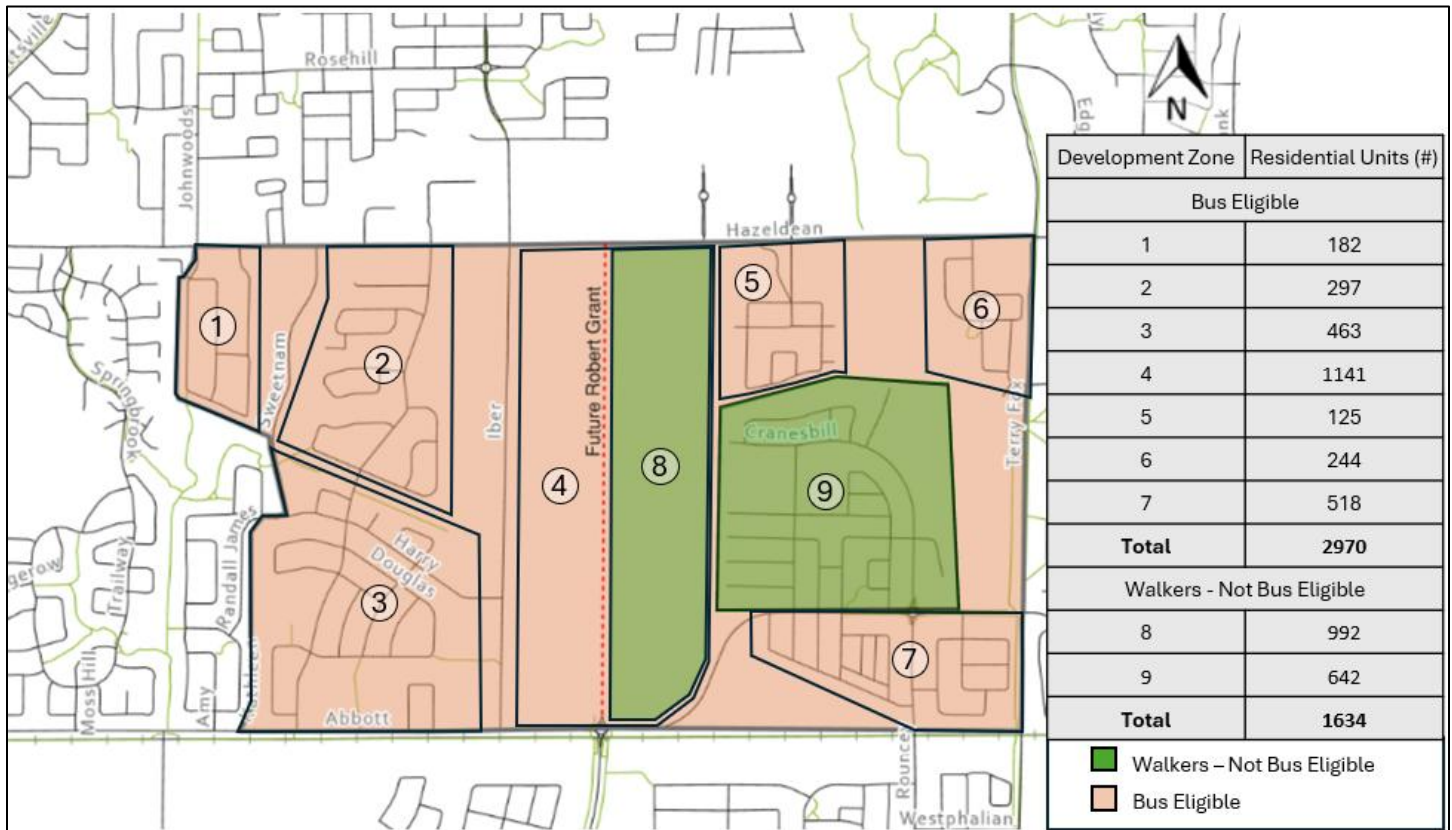 Rosehill
Johnwoods
N
Hazeldean
Sweetnam
Iber
Future Robert Grant
Terry Fox
Springbrook
Cranesbill
Randall James
Harry
Douglas
Trailway
Moss Hill
Amy
Abbott
Rouncey
Westphalian
1
2
3
4
5
6
7
8
9
Development Zone Residential Units (#)
Bus Eligible
1 182
2 297
3 463
4 1141
5 125
6 244
7 518
Total 2970
Walkers - Not Bus Eligible
8 992
9 642
Total 1634
Walkers – Not Bus Eligible
Bus Eligible